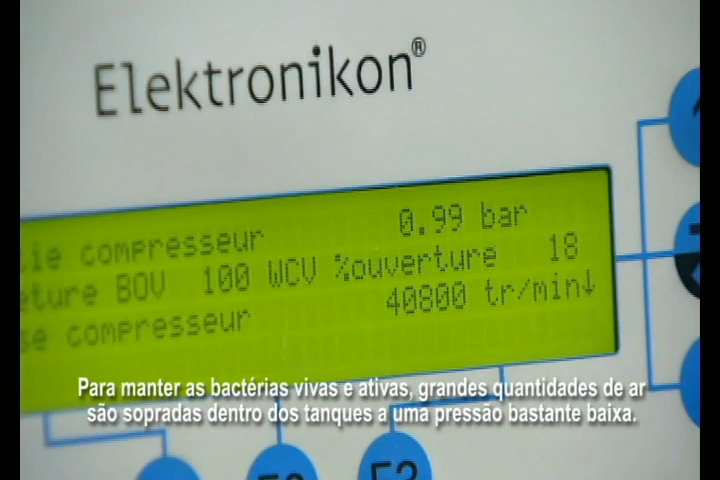 Elektronikon®
compresseur 0.99 bar
BOV 100 WCV %ouverture 18
compresseur 40800 tr/min↓
F3
Para manter as bactérias vivas e ativas, grandes quantidades de ar
são sopradas dentro dos tanques a uma pressão bastante baixa.